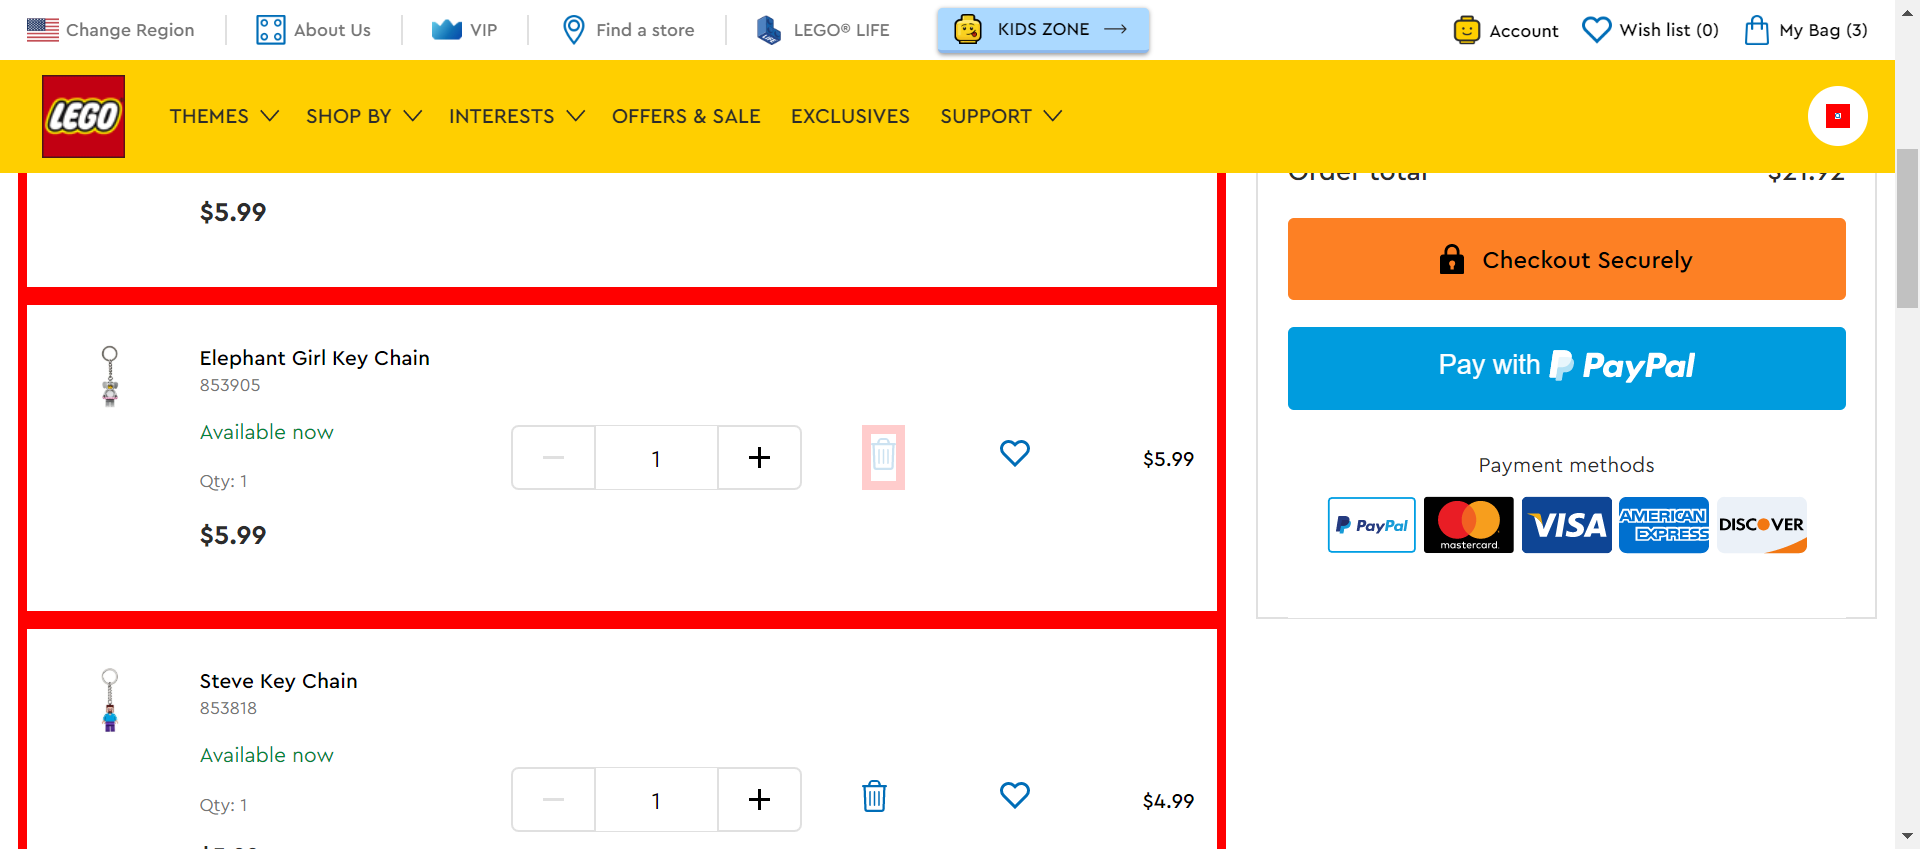 Change Region
About Us
VIP
Find a store
LEGO® LIFE
KIDS ZONE
Account
Wish list (0)
My Bag (3)
LEGO
THEMES
SHOP BY
INTERESTS
OFFERS & SALE
EXCLUSIVES
SUPPORT
Order total
$21.92
$5.99
Checkout Securely
Pay with PayPal
Elephant Girl Key Chain
853905
Available now
1
$5.99
Qty: 1
$5.99
Payment methods
PayPal
mastercard.
VISA
AMERICAN
EXPRESS
DISCOVER
Steve Key Chain
853818
Available now
1
$4.99
Qty: 1